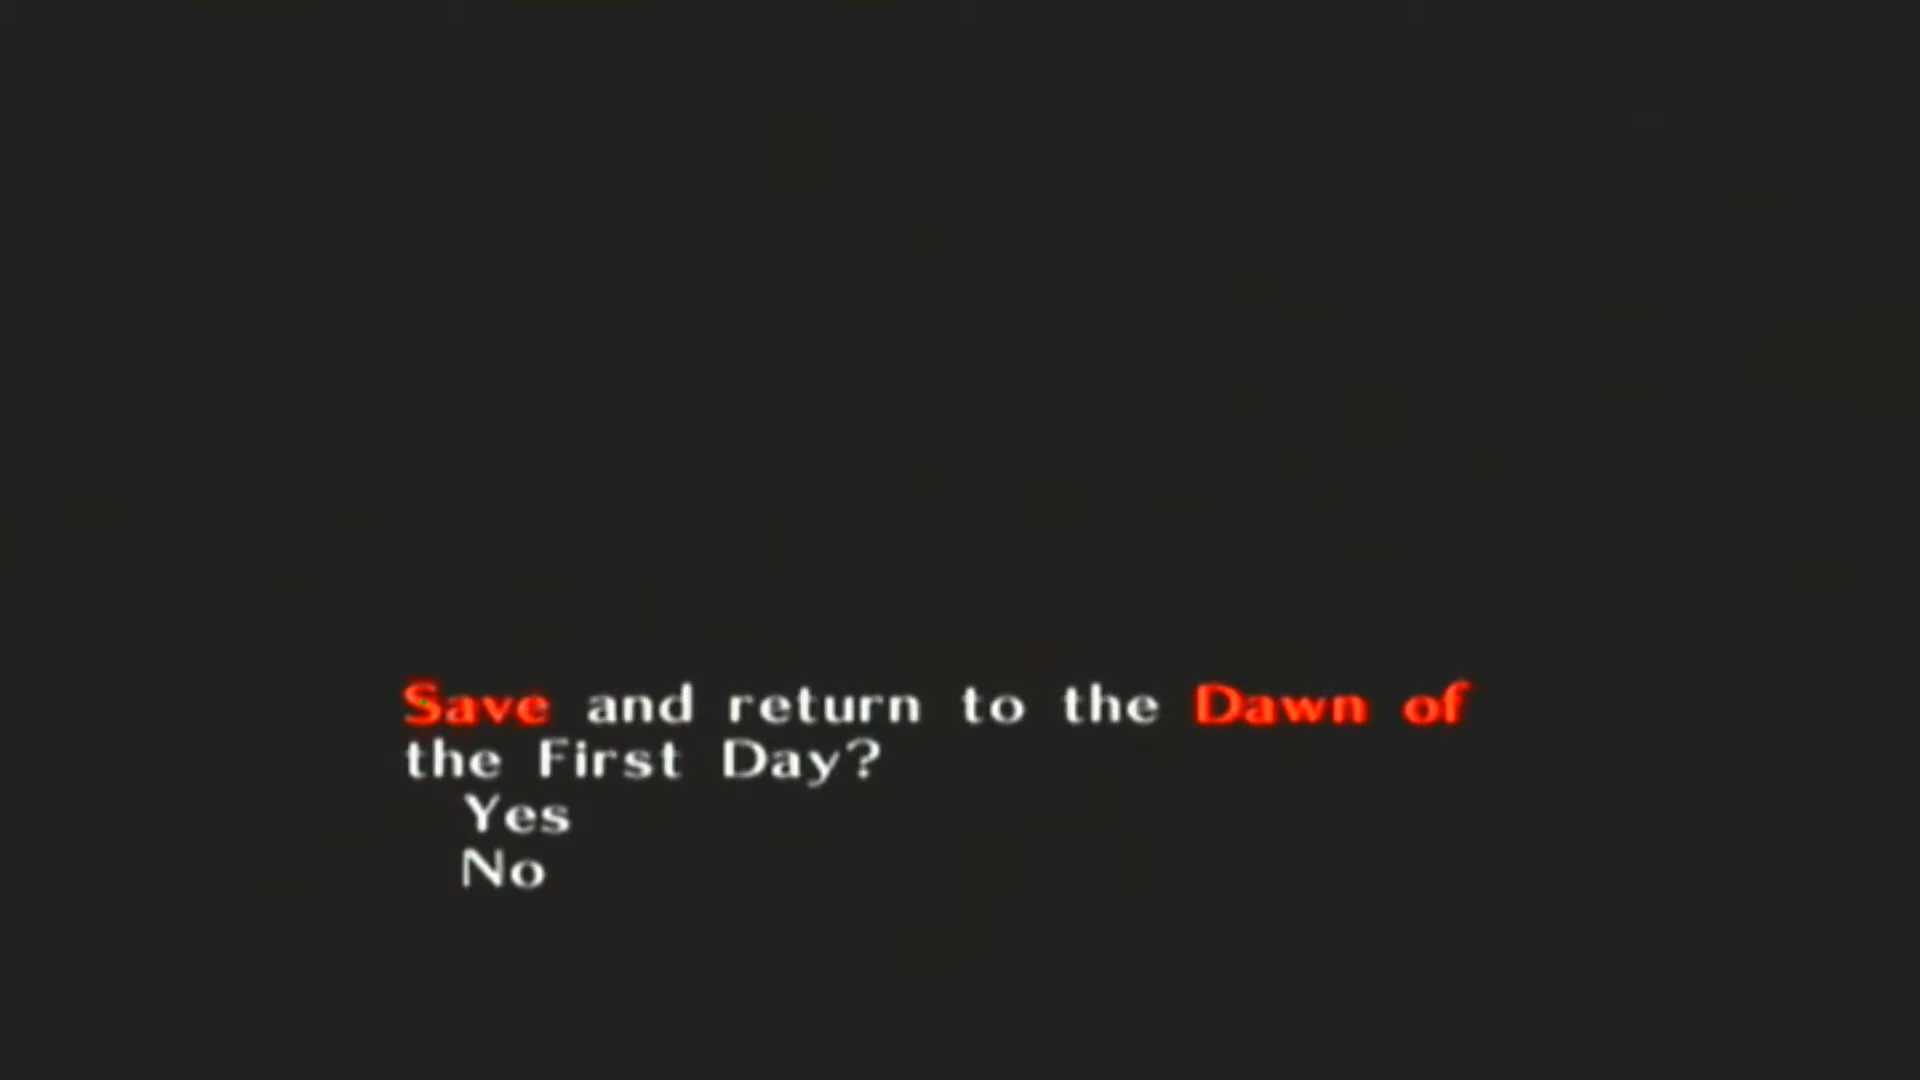 Save and return to the Dawn of
the First Day?
Yes
No